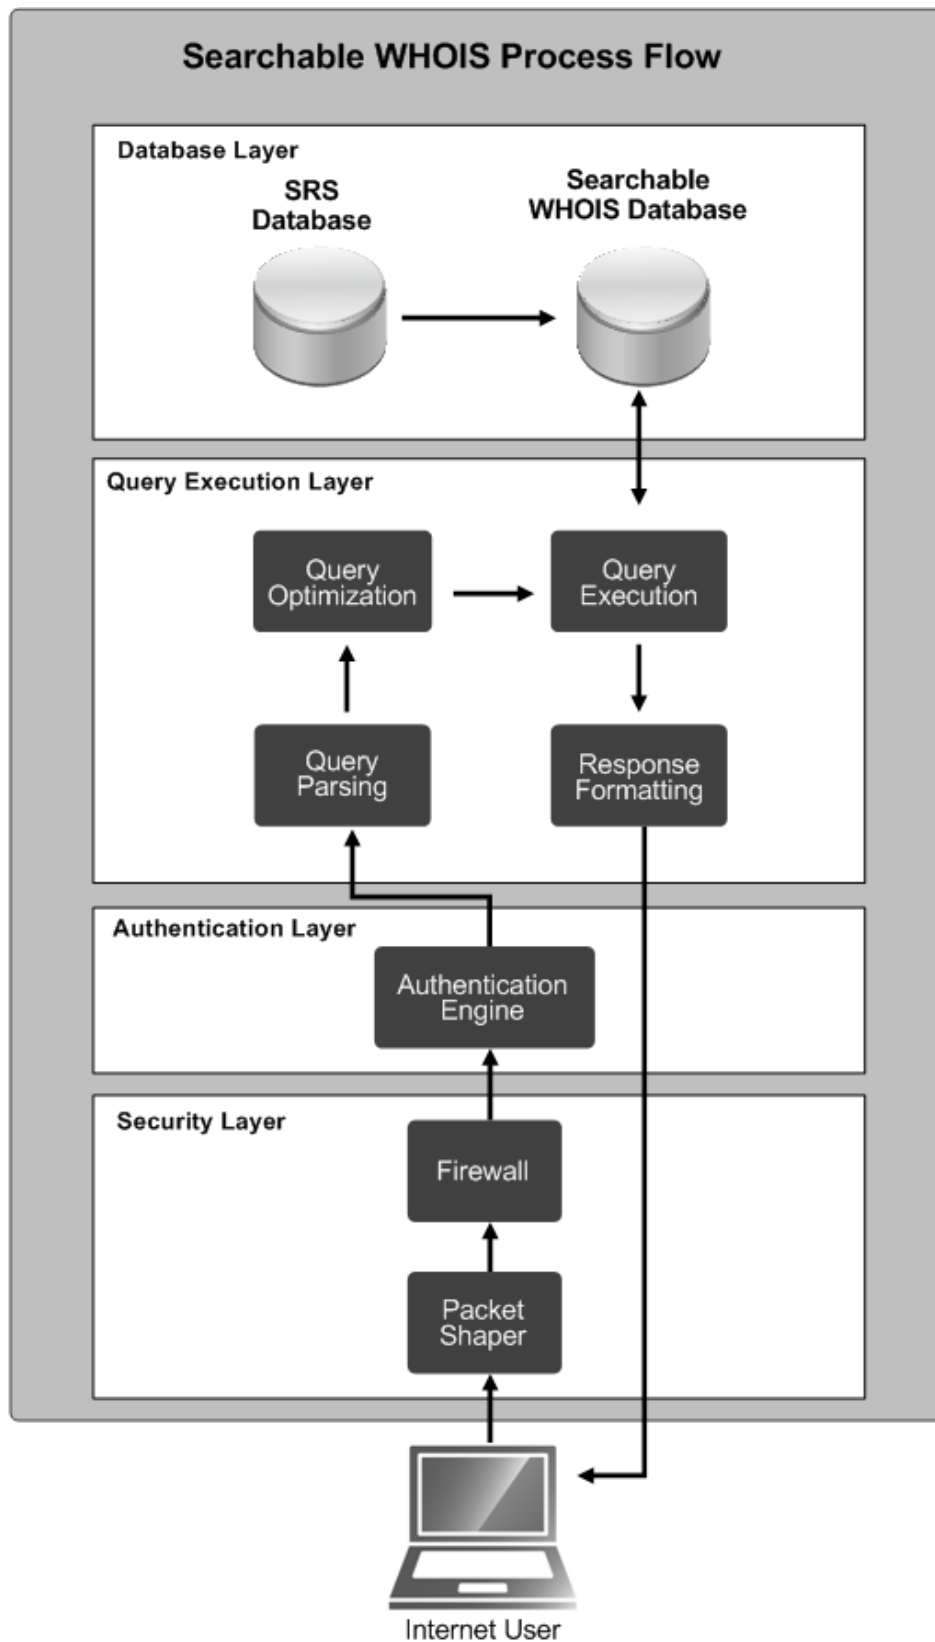 Searchable WHOIS Process Flow
Database Layer
SRS
Database
Searchable
WHOIS Database
Query Execution Layer
Query
Optimization
Query
Execution
Query
Parsing
Response
Formatting
Authentication Layer
Authentication
Engine
Security Layer
Firewall
Packet
Shaper
Internet User